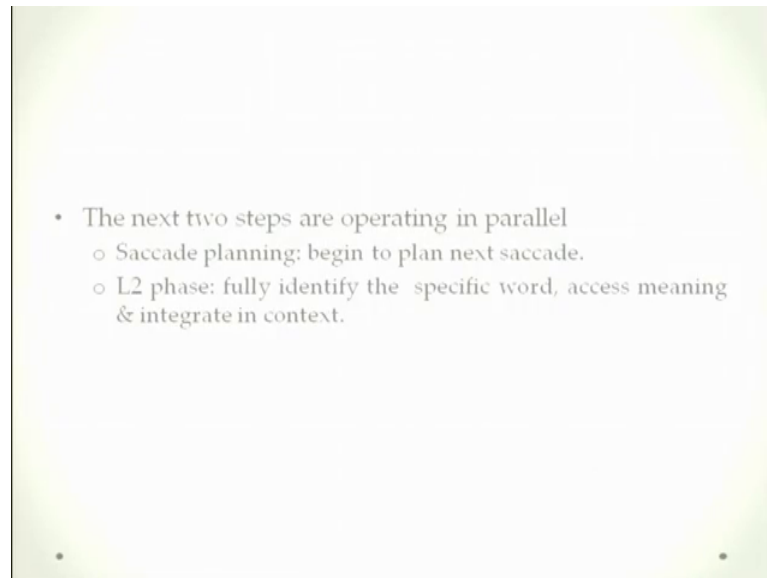 • The next two steps are operating in parallel
o Saccade planning: begin to plan next saccade.
o L2 phase: fully identify the specific word, access meaning
& integrate in context.